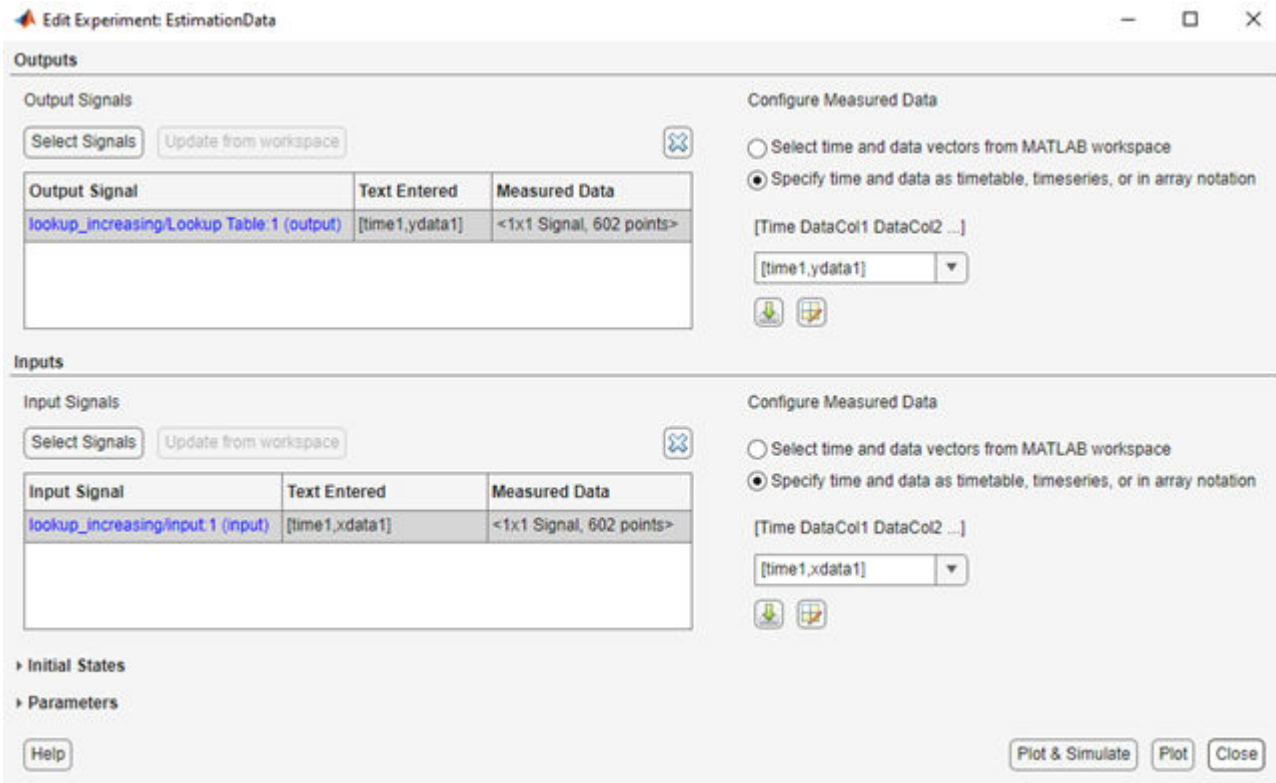 Edit Experiment: EstimationData
Outputs
Output Signals
Select Signals Update from workspace
Output Signal Text Entered Measured Data
lookup_increasing/Lookup Table:1 (output) [time1,ydata1] <1x1 Signal, 602 points>
Configure Measured Data
Select time and data vectors from MATLAB workspace
Specify time and data as timetable, timeseries, or in array notation
[Time DataCol1 DataCol2 ...]
[time1,ydata1]
Inputs
Input Signals
Select Signals Update from workspace
Input Signal Text Entered Measured Data
lookup_increasing/input:1 (input) [time1,xdata1] <1x1 Signal, 602 points>
Configure Measured Data
Select time and data vectors from MATLAB workspace
Specify time and data as timetable, timeseries, or in array notation
[Time DataCol1 DataCol2 ...]
[time1,xdata1]
Initial States
Parameters
Help Plot & Simulate Plot Close